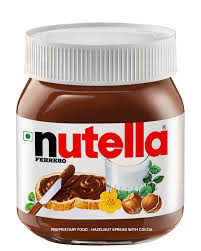 nutella
FERRERO
PROPRIETARY FOOD - HAZELNUT SPREAD WITH COCOA